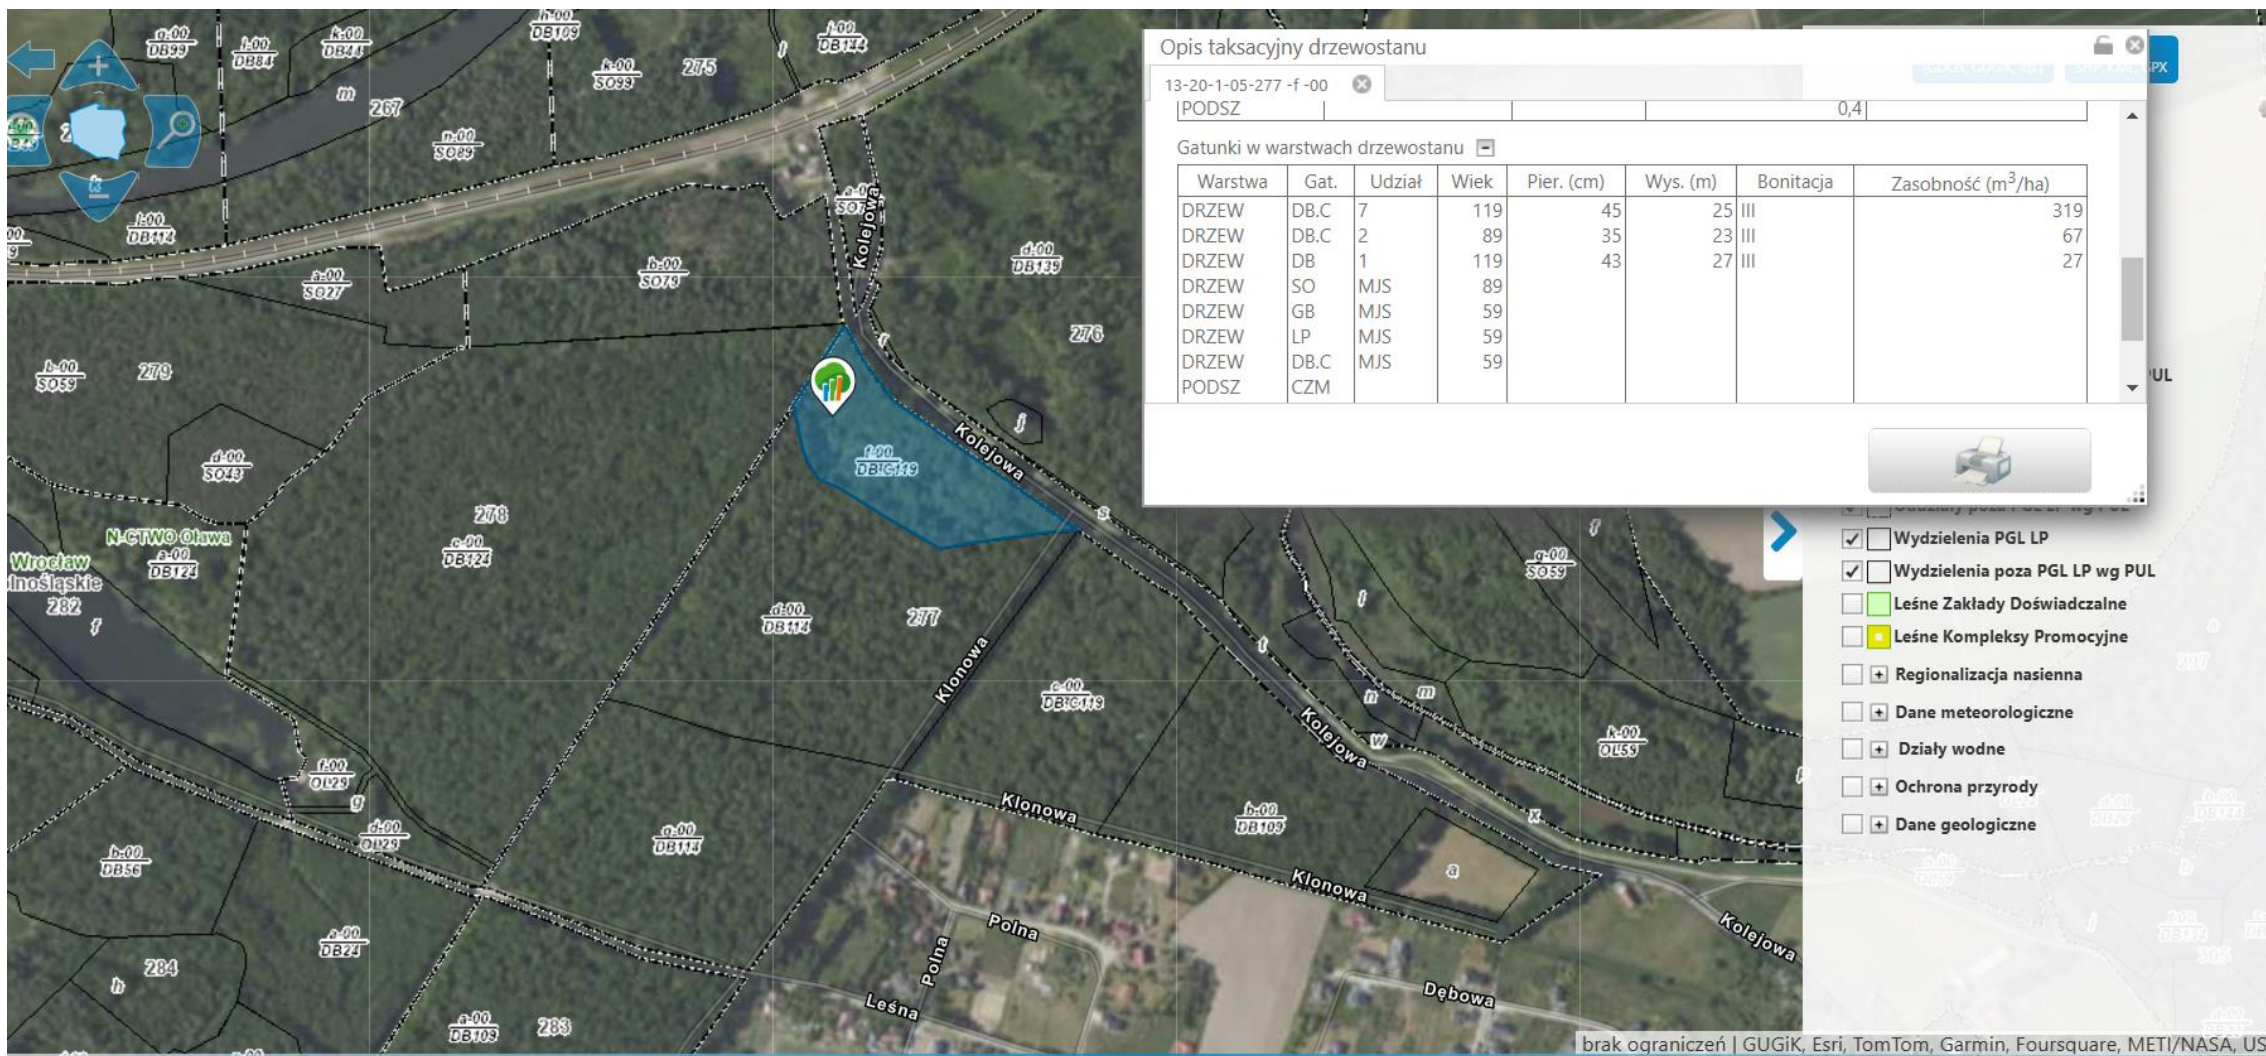 Opis taksacyjny drzewostanu
13-20-1-05-277 -f -00
PODSZ 0,4
Gatunki w warstwach drzewostanu
Warstwa Gat. Udział Wiek Pier. (cm) Wys. (m) Bonitacja Zasobność (m³/ha)
DRZEW DB.C 7 119 45 25 III 319
DRZEW DB.C 2 89 35 23 III 67
DRZEW DB 1 119 43 27 III 27
DRZEW SO MJS 89
DRZEW GB MJS 59
DRZEW LP MJS 59
DRZEW DB.C MJS 59
PODSZ CZM
PUL
Wydzielenia PGL LP
Wydzielenia poza PGL LP wg PUL
Leśne Zakłady Doświadczalne
Leśne Kompleksy Promocyjne
Regionalizacja nasienna
Dane meteorologiczne
Działy wodne
Ochrona przyrody
Dane geologiczne
g-00
DB99
l-00
DB84
k-00
DB44
h-00
DB109
j-00
DB144
k-00
SO99
275
m
267
n-00
SO89
l-00
DB114
a-00
SO27
b-00
SO79
Kolejowa
d-00
DB139
276
r
b-00
SO59
279
j
d-00
SO43
f-00
DB.C119
Kolejowa
278
c-00
DB124
s
f
N-CTWO Oława
a-00
DB124
Wrocław
lnośląskie
282
f
g-00
SO59
d-00
DB114
277
Klonowa
c-00
DB.C119
t
n
m
Kolejowa
w
k-00
OL59
f-00
OL29
g
d-00
OL29
Klonowa
b-00
DB109
x
b-00
DB56
g-00
DB114
a
Klonowa
a-00
DB24
Polna
Polna
Kolejowa
284
h
Leśna
Dębowa
a-00
DB109
283
297
305
brak ograniczeń | GUGiK, Esri, TomTom, Garmin, Foursquare, METI/NASA, US